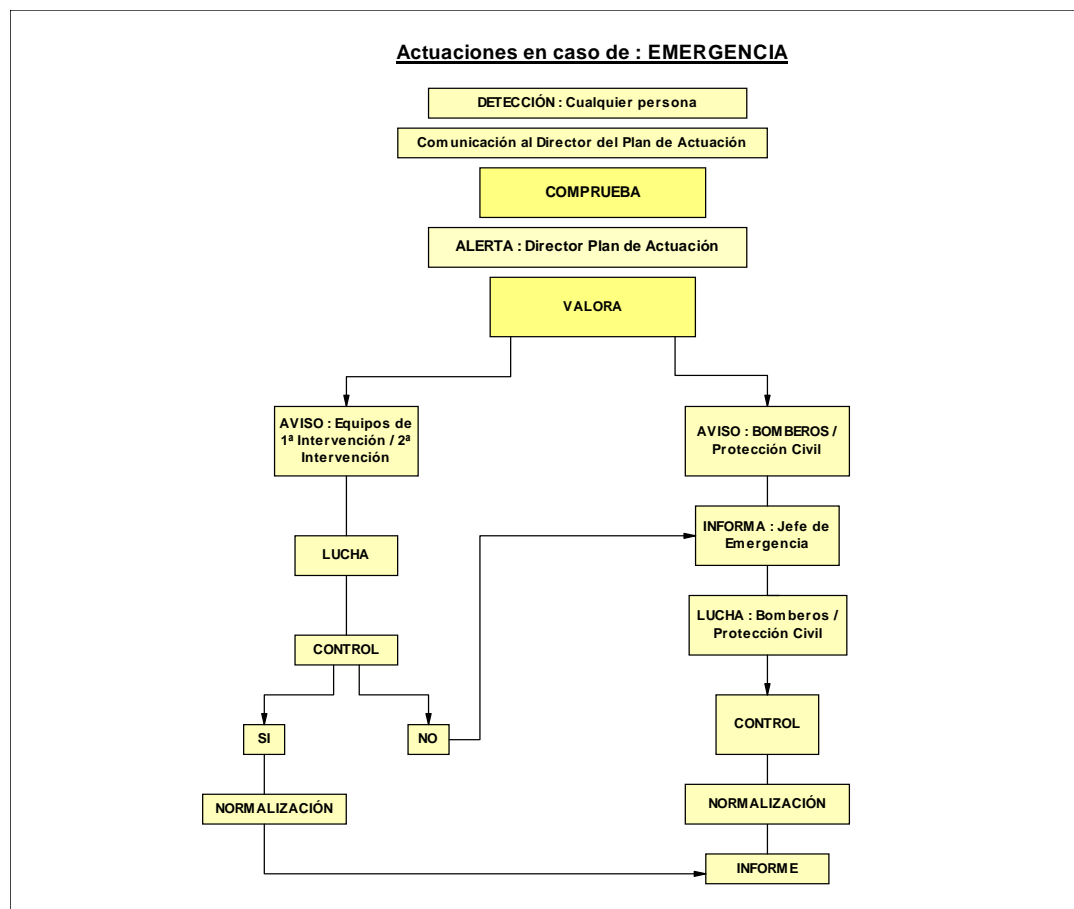 Actuaciones en caso de : EMERGENCIA
DETECCIÓN : Cualquier persona
Comunicación al Director del Plan de Actuación
COMPRUEBA
ALERTA : Director Plan de Actuación
VALORA
AVISO : Equipos de
1ª Intervención / 2ª
Intervención
LUCHA
CONTROL
SI
NO
NORMALIZACIÓN
AVISO : BOMBEROS /
Protección Civil
INFORMA : Jefe de
Emergencia
LUCHA : Bomberos /
Protección Civil
CONTROL
NORMALIZACIÓN
INFORME